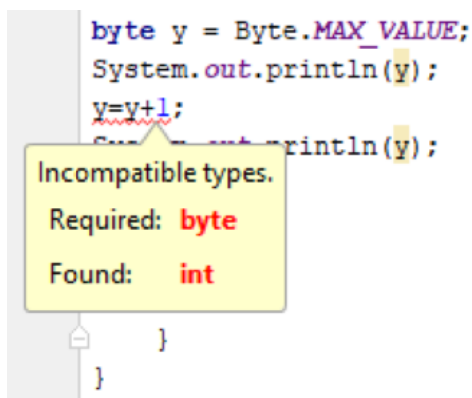 byte y = Byte.MAX_VALUE;
System.out.println(y);
y=y+1;
println(y);
Incompatible types.
Required: byte
Found: int
}
}